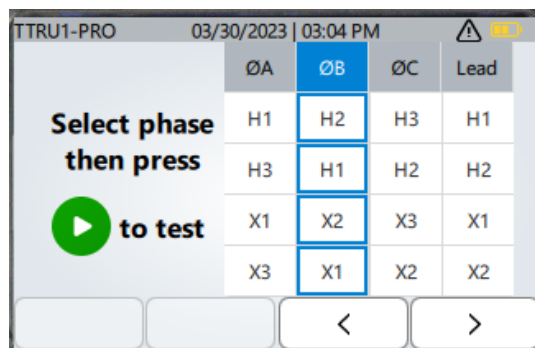 TTRU1-PRO 03/30/2023 | 03:04 PM
ØA ØB ØC Lead
Select phase
then press
to test
H1 H2 H3 H1
H3 H1 H2 H2
X1 X2 X3 X1
X3 X1 X2 X2
< >